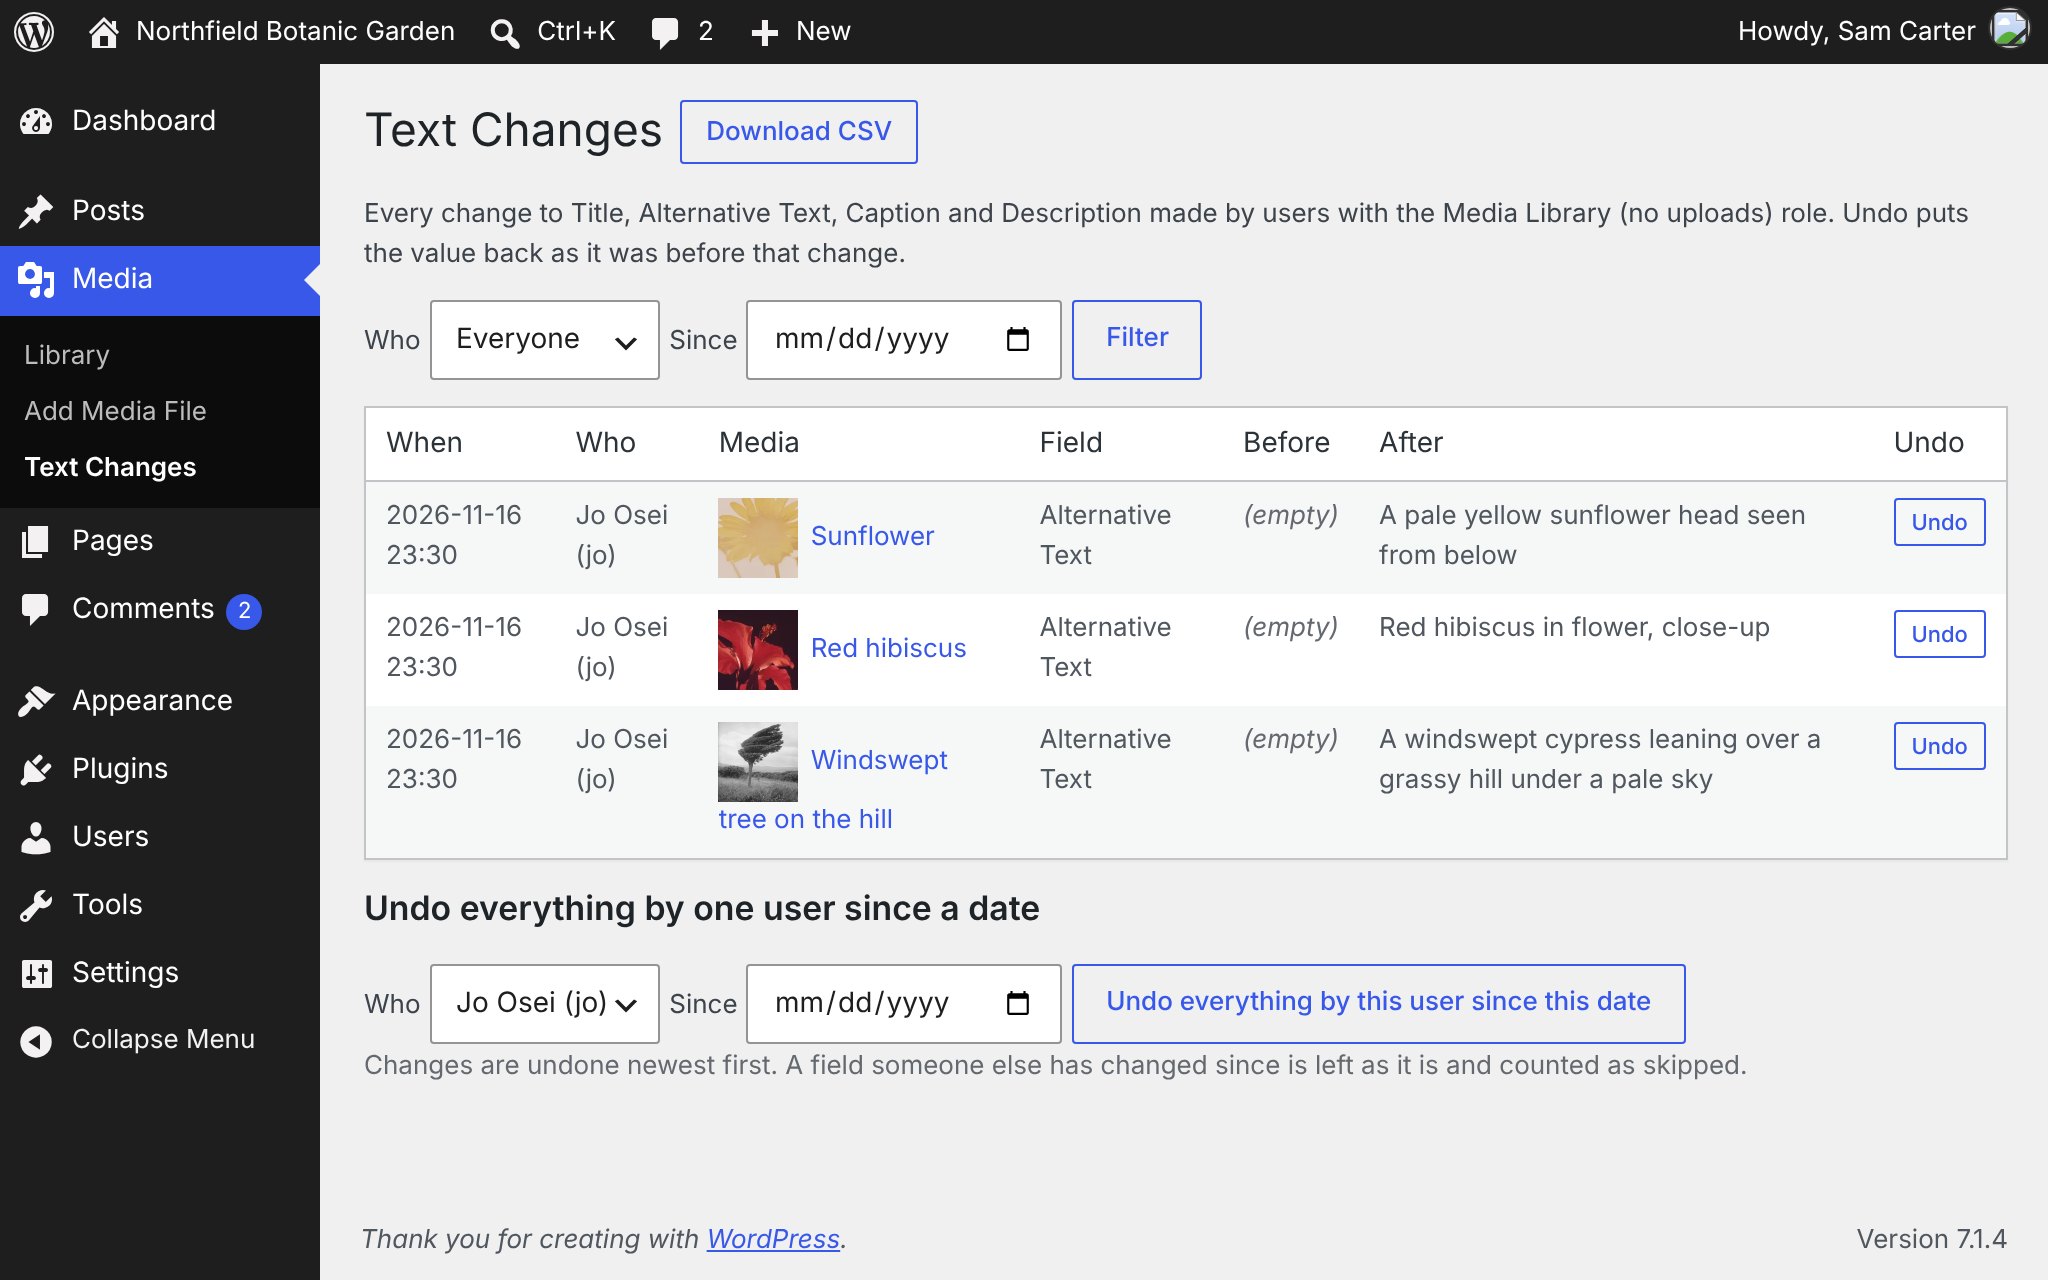 Northfield Botanic Garden Ctrl+K 2 New Howdy, Sam Carter
Dashboard
Posts
Media
Library
Add Media File
Text Changes
Pages
Comments 2
Appearance
Plugins
Users
Tools
Settings
Collapse Menu
Text Changes Download CSV
Every change to Title, Alternative Text, Caption and Description made by users with the Media Library (no uploads) role. Undo puts
the value back as it was before that change.
Who Everyone Since mm/dd/yyyy Filter
When Who Media Field Before After Undo
2026-11-16 Jo Osei Sunflower Alternative (empty) A pale yellow sunflower head seen Undo
23:30 (jo) Text from below
2026-11-16 Jo Osei Red hibiscus Alternative (empty) Red hibiscus in flower, close-up Undo
23:30 (jo) Text
2026-11-16 Jo Osei Windswept Alternative (empty) A windswept cypress leaning over a Undo
23:30 (jo) tree on the hill Text grassy hill under a pale sky
Undo everything by one user since a date
Who Jo Osei (jo) Since mm/dd/yyyy Undo everything by this user since this date
Changes are undone newest first. A field someone else has changed since is left as it is and counted as skipped.
Thank you for creating with WordPress. Version 7.1.4